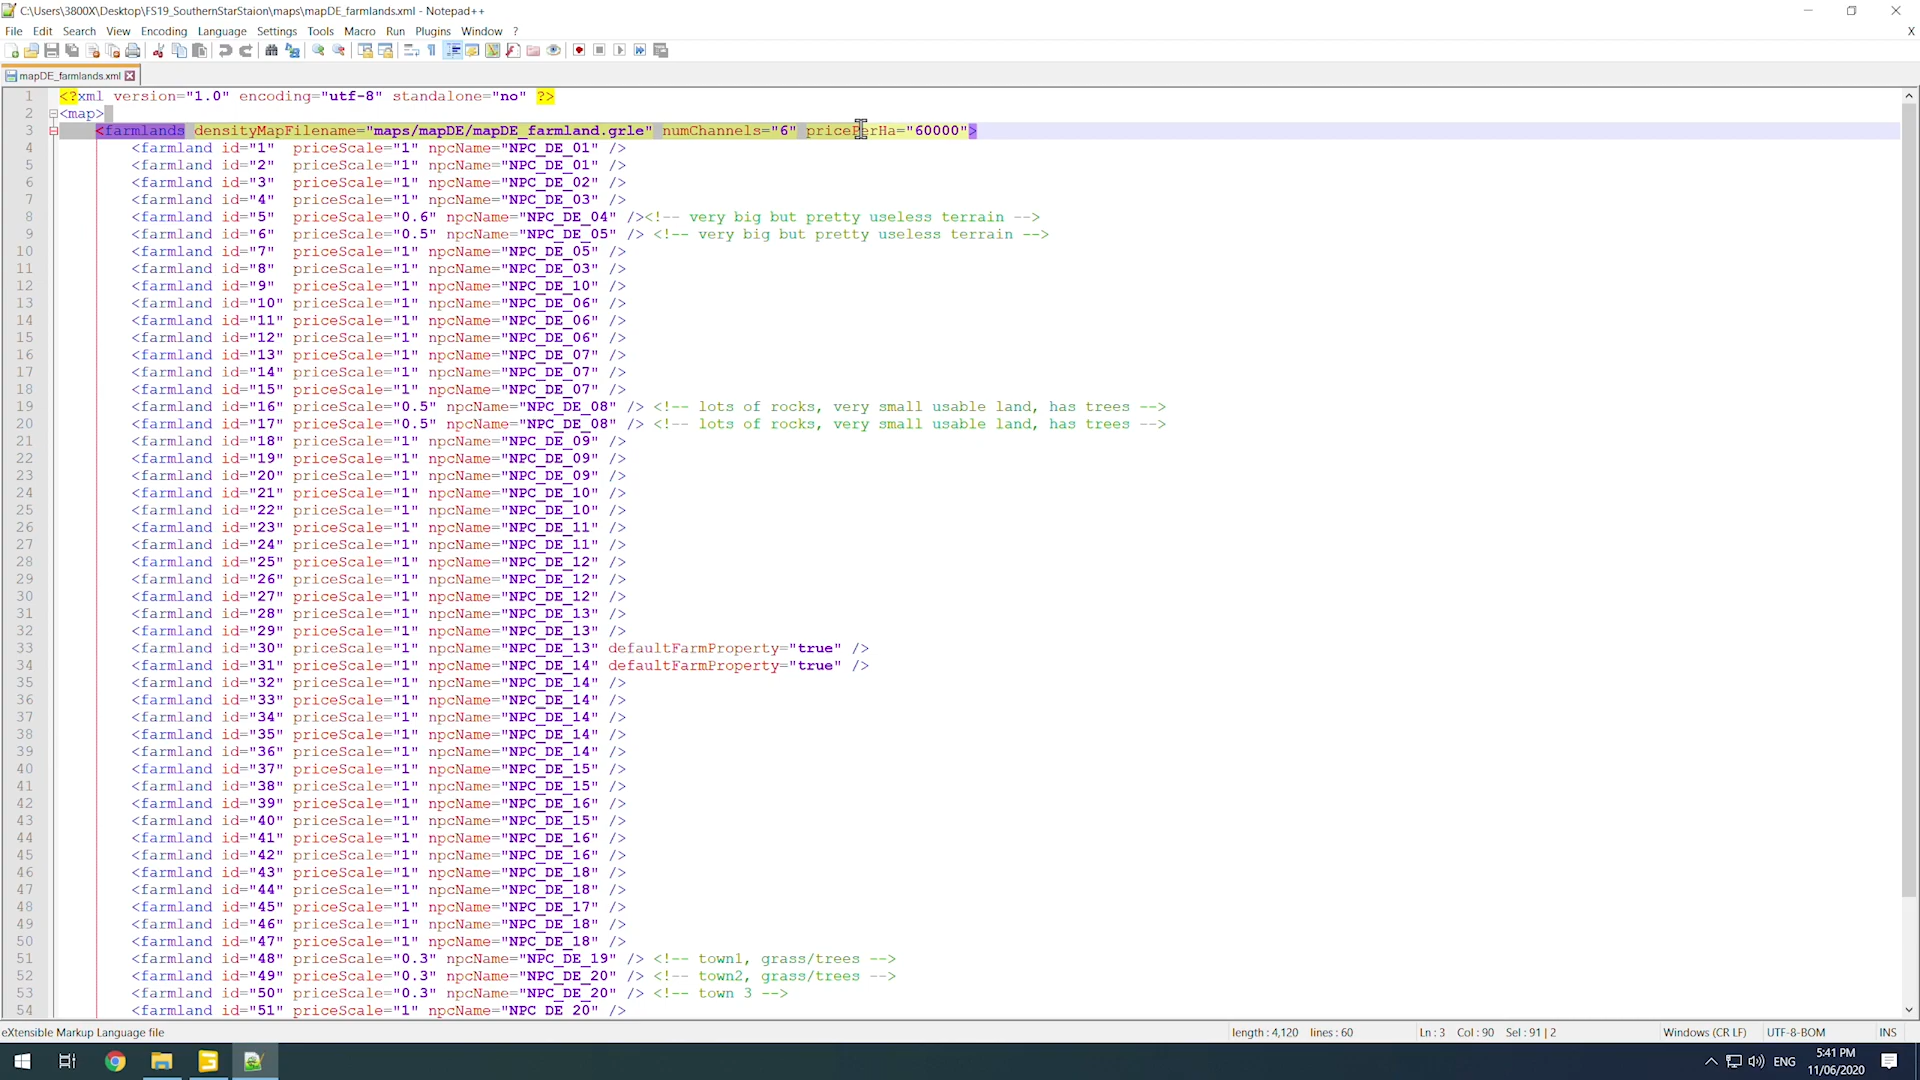 C:\Users\3800X\Desktop\FS19_SouthernStarStaion\maps\mapDE_farmlands.xml - Notepad++
File Edit Search View Encoding Language Settings Tools Macro Run Plugins Window ? X
mapDE_farmlands.xml
1 <?xml version="1.0" encoding="utf-8" standalone="no" ?>
2 <map>
3 <farmlands densityMapFilename="maps/mapDE/mapDE_farmland.grle" numChannels="6" pricePerHa="60000">
4 <farmland id="1" priceScale="1" npcName="NPC_DE_01" />
5 <farmland id="2" priceScale="1" npcName="NPC_DE_01" />
6 <farmland id="3" priceScale="1" npcName="NPC_DE_02" />
7 <farmland id="4" priceScale="1" npcName="NPC_DE_03" />
8 <farmland id="5" priceScale="0.6" npcName="NPC_DE_04" /><!-- very big but pretty useless terrain -->
9 <farmland id="6" priceScale="0.5" npcName="NPC_DE_05" /> <!-- very big but pretty useless terrain -->
10 <farmland id="7" priceScale="1" npcName="NPC_DE_05" />
11 <farmland id="8" priceScale="1" npcName="NPC_DE_03" />
12 <farmland id="9" priceScale="1" npcName="NPC_DE_10" />
13 <farmland id="10" priceScale="1" npcName="NPC_DE_06" />
14 <farmland id="11" priceScale="1" npcName="NPC_DE_06" />
15 <farmland id="12" priceScale="1" npcName="NPC_DE_06" />
16 <farmland id="13" priceScale="1" npcName="NPC_DE_07" />
17 <farmland id="14" priceScale="1" npcName="NPC_DE_07" />
18 <farmland id="15" priceScale="1" npcName="NPC_DE_07" />
19 <farmland id="16" priceScale="0.5" npcName="NPC_DE_08" /> <!-- lots of rocks, very small usable land, has trees -->
20 <farmland id="17" priceScale="0.5" npcName="NPC_DE_08" /> <!-- lots of rocks, very small usable land, has trees -->
21 <farmland id="18" priceScale="1" npcName="NPC_DE_09" />
22 <farmland id="19" priceScale="1" npcName="NPC_DE_09" />
23 <farmland id="20" priceScale="1" npcName="NPC_DE_09" />
24 <farmland id="21" priceScale="1" npcName="NPC_DE_10" />
25 <farmland id="22" priceScale="1" npcName="NPC_DE_10" />
26 <farmland id="23" priceScale="1" npcName="NPC_DE_11" />
27 <farmland id="24" priceScale="1" npcName="NPC_DE_11" />
28 <farmland id="25" priceScale="1" npcName="NPC_DE_12" />
29 <farmland id="26" priceScale="1" npcName="NPC_DE_12" />
30 <farmland id="27" priceScale="1" npcName="NPC_DE_12" />
31 <farmland id="28" priceScale="1" npcName="NPC_DE_13" />
32 <farmland id="29" priceScale="1" npcName="NPC_DE_13" />
33 <farmland id="30" priceScale="1" npcName="NPC_DE_13" defaultFarmProperty="true" />
34 <farmland id="31" priceScale="1" npcName="NPC_DE_14" defaultFarmProperty="true" />
35 <farmland id="32" priceScale="1" npcName="NPC_DE_14" />
36 <farmland id="33" priceScale="1" npcName="NPC_DE_14" />
37 <farmland id="34" priceScale="1" npcName="NPC_DE_14" />
38 <farmland id="35" priceScale="1" npcName="NPC_DE_14" />
39 <farmland id="36" priceScale="1" npcName="NPC_DE_14" />
40 <farmland id="37" priceScale="1" npcName="NPC_DE_15" />
41 <farmland id="38" priceScale="1" npcName="NPC_DE_15" />
42 <farmland id="39" priceScale="1" npcName="NPC_DE_16" />
43 <farmland id="40" priceScale="1" npcName="NPC_DE_15" />
44 <farmland id="41" priceScale="1" npcName="NPC_DE_16" />
45 <farmland id="42" priceScale="1" npcName="NPC_DE_16" />
46 <farmland id="43" priceScale="1" npcName="NPC_DE_18" />
47 <farmland id="44" priceScale="1" npcName="NPC_DE_18" />
48 <farmland id="45" priceScale="1" npcName="NPC_DE_17" />
49 <farmland id="46" priceScale="1" npcName="NPC_DE_18" />
50 <farmland id="47" priceScale="1" npcName="NPC_DE_18" />
51 <farmland id="48" priceScale="0.3" npcName="NPC_DE_19" /> <!-- town1, grass/trees -->
52 <farmland id="49" priceScale="0.3" npcName="NPC_DE_20" /> <!-- town2, grass/trees -->
53 <farmland id="50" priceScale="0.3" npcName="NPC_DE_20" /> <!-- town 3 -->
54 <farmland id="51" priceScale="1" npcName="NPC_DE_20" />
eXtensible Markup Language file length : 4,120 lines : 60 Ln : 3 Col : 90 Sel : 91 | 2 Windows (CR LF) UTF-8-BOM INS
ENG 5:41 PM
11/06/2020